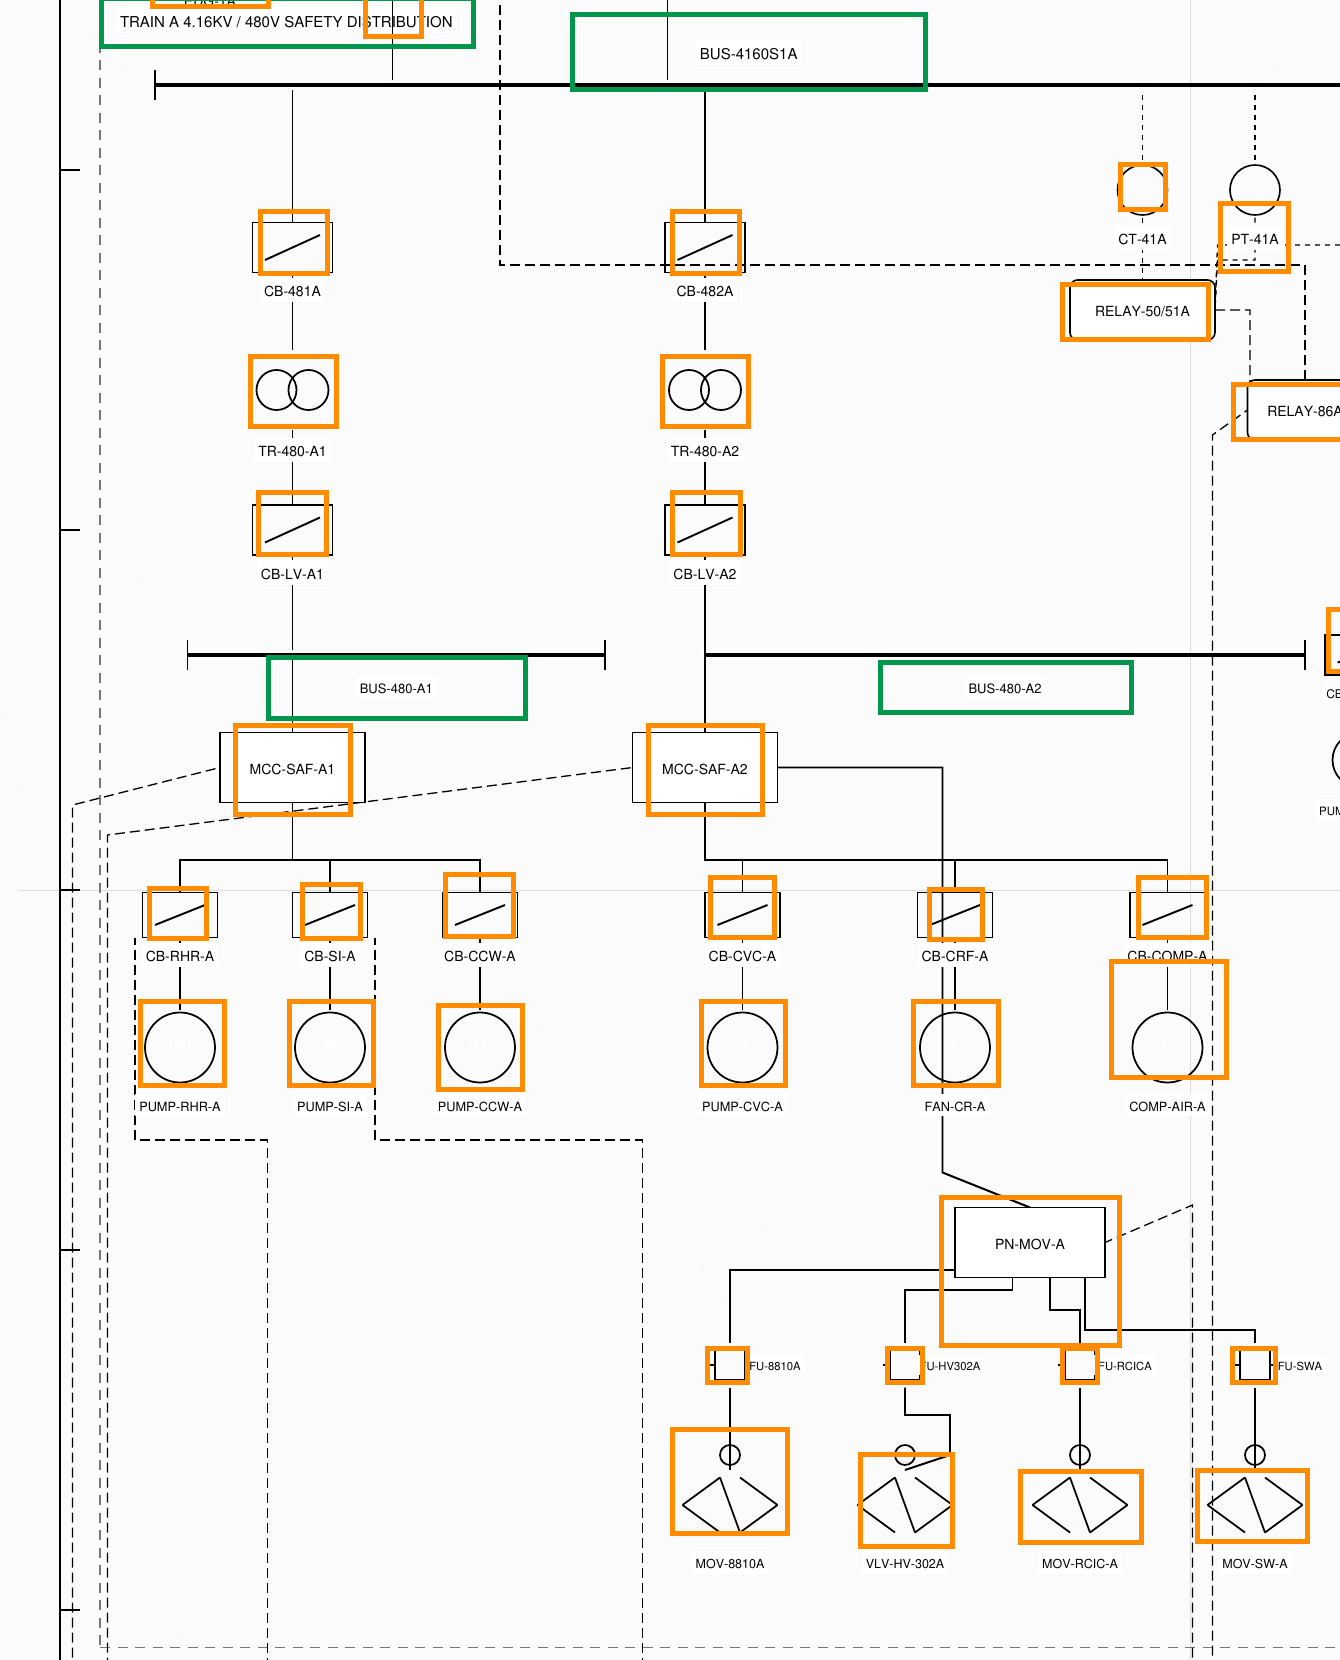 TRAIN A 4.16KV / 480V SAFETY DISTRIBUTION
BUS-4160S1A
CT-41A
PT-41A
CB-481A
CB-482A
RELAY-50/51A
RELAY-86A
TR-480-A1
TR-480-A2
CB-LV-A1
CB-LV-A2
BUS-480-A1
BUS-480-A2
MCC-SAF-A1
MCC-SAF-A2
CB-RHR-A
CB-SI-A
CB-CCW-A
CB-CVC-A
CB-CRF-A
CB-COMP-A
PUMP-RHR-A
PUMP-SI-A
PUMP-CCW-A
PUMP-CVC-A
FAN-CR-A
COMP-AIR-A
PN-MOV-A
FU-8810A
FU-HV302A
FU-RCICA
FU-SWA
MOV-8810A
VLV-HV-302A
MOV-RCIC-A
MOV-SW-A